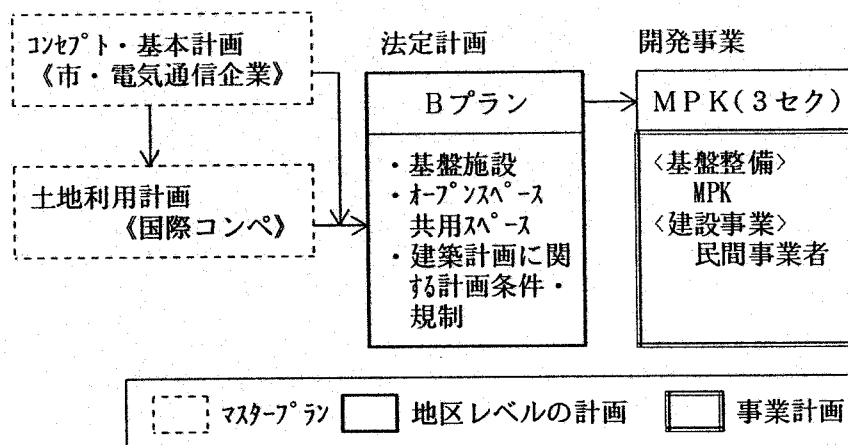 コンセプト・基本計画
《市・電気通信企業》
土地利用計画
《国際コンペ》
法定計画
Bプラン
・基盤施設
・オープンスペース
共用スペース
・建築計画に関
する計画条件・
規制
開発事業
MPK(3セク)
<基盤整備>
MPK
<建設事業>
民間事業者
マスタープラン 地区レベルの計画 事業計画